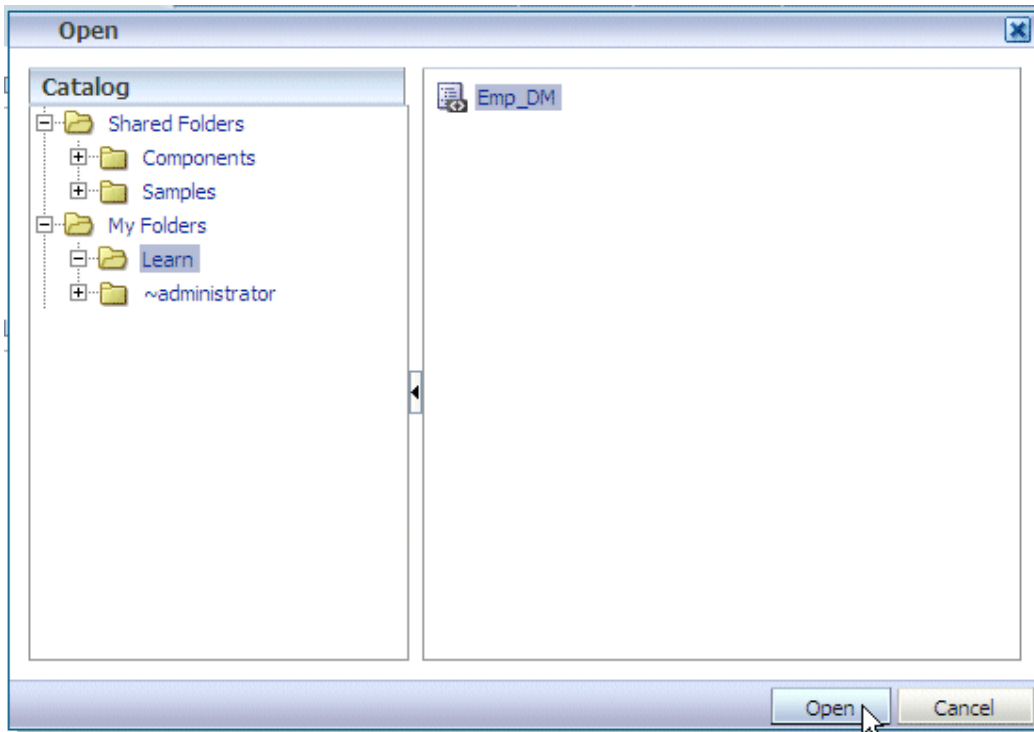 Open
Catalog
Shared Folders
Components
Samples
My Folders
Learn
~administrator
Emp_DM
Open
Cancel